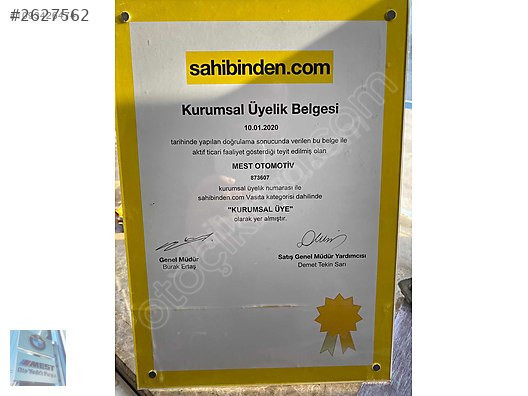 #2627562
sahibinden.com
Kurumsal Üyelik Belgesi
10.01.2020
tarihinde yapılan doğrulama sonucunda verilen bu belge ile
aktif ticari faaliyet gösterdiği teyit edilmiş olan
MEST OTOMOTİV
873607
kurumsal üyelik numarası ile
sahibinden.com Vasıta kategorisi dahilinde
"KURUMSAL ÜYE"
olarak yer almıştır.
Genel Müdür
Burak Ertaş
Satış Genel Müdür Yardımcısı
Demet Tekin Sarı
MEST